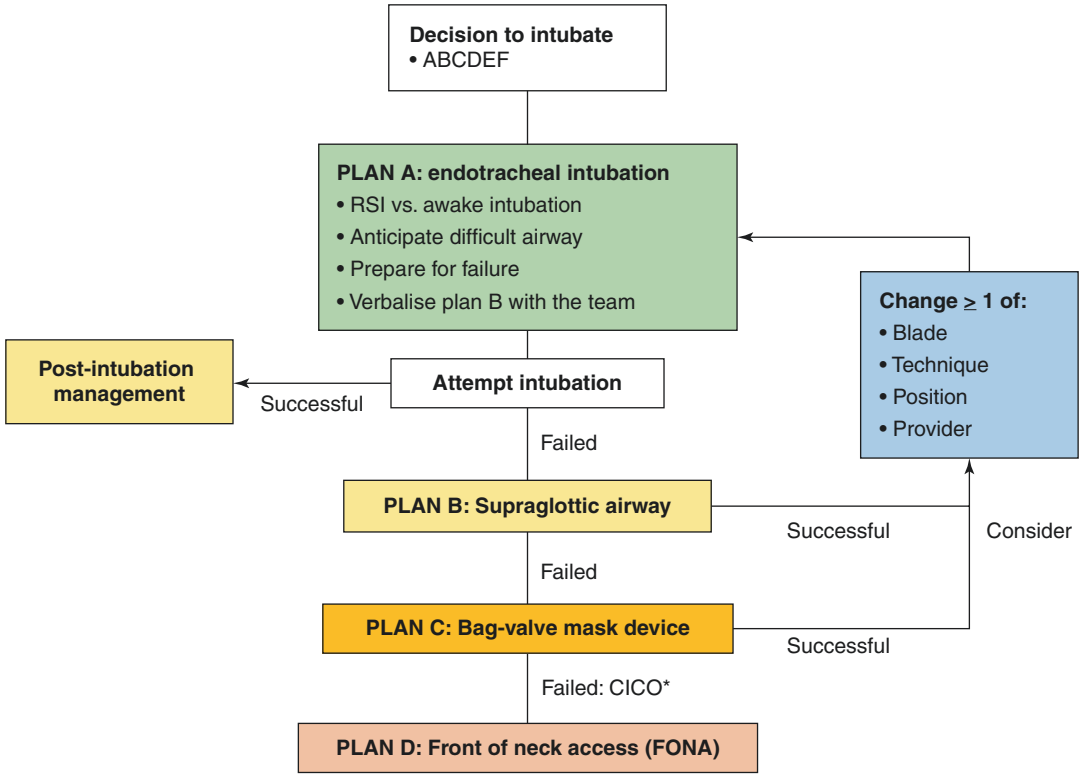 Decision to intubate
• ABCDEF
PLAN A: endotracheal intubation
• RSI vs. awake intubation
• Anticipate difficult airway
• Prepare for failure
• Verbalise plan B with the team
Change ≥ 1 of:
• Blade
• Technique
• Position
• Provider
Post-intubation
management
Successful
Attempt intubation
Failed
PLAN B: Supraglottic airway
Successful
Consider
Failed
PLAN C: Bag-valve mask device
Successful
Failed: CICO*
PLAN D: Front of neck access (FONA)